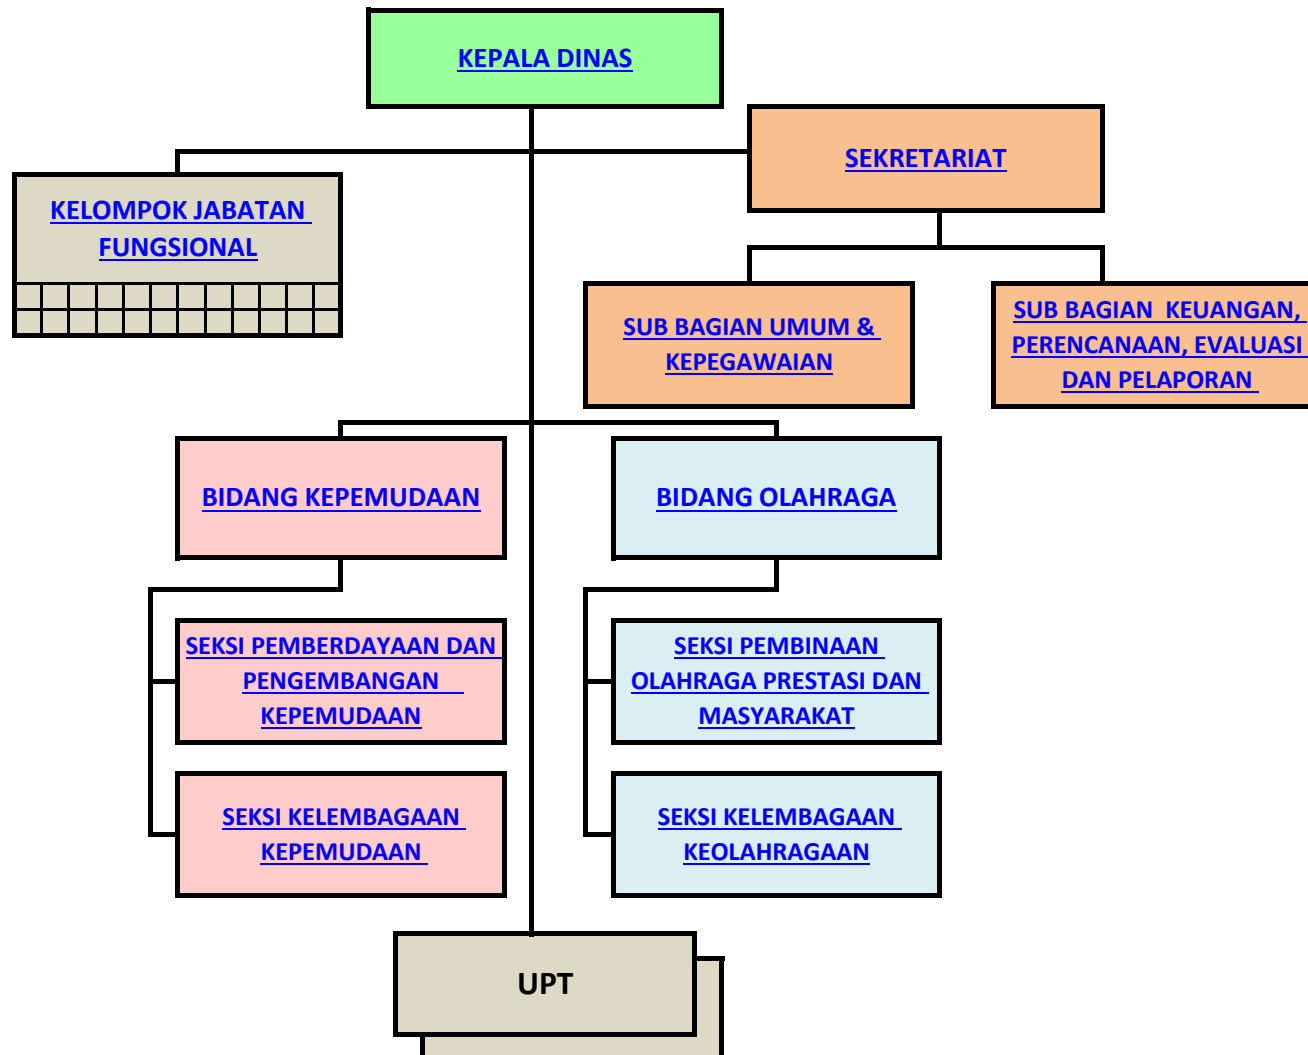 KEPALA DINAS
SEKRETARIAT
KELOMPOK JABATAN
FUNGSIONAL
SUB BAGIAN UMUM &
KEPEGAWAIAN
SUB BAGIAN KEUANGAN,
PERENCANAAN, EVALUASI
DAN PELAPORAN
BIDANG KEPEMUDAAN
BIDANG OLAHRAGA
SEKSI PEMBERDAYAAN DAN
PENGEMBANGAN
KEPEMUDAAN
SEKSI PEMBINAAN
OLAHRAGA PRESTASI DAN
MASYARAKAT
SEKSI KELEMBAGAAN
KEPEMUDAAN
SEKSI KELEMBAGAAN
KEOLAHRAGAAN
UPT